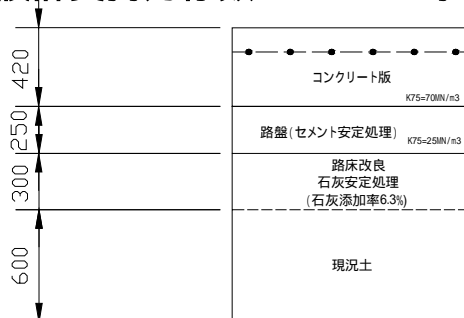 420
コンクリート版
K75=70MN/m3
250
路盤(セメント安定処理)
K75=25MN/m3
300
路床改良
石灰安定処理
(石灰添加率6.3%)
600
現況土